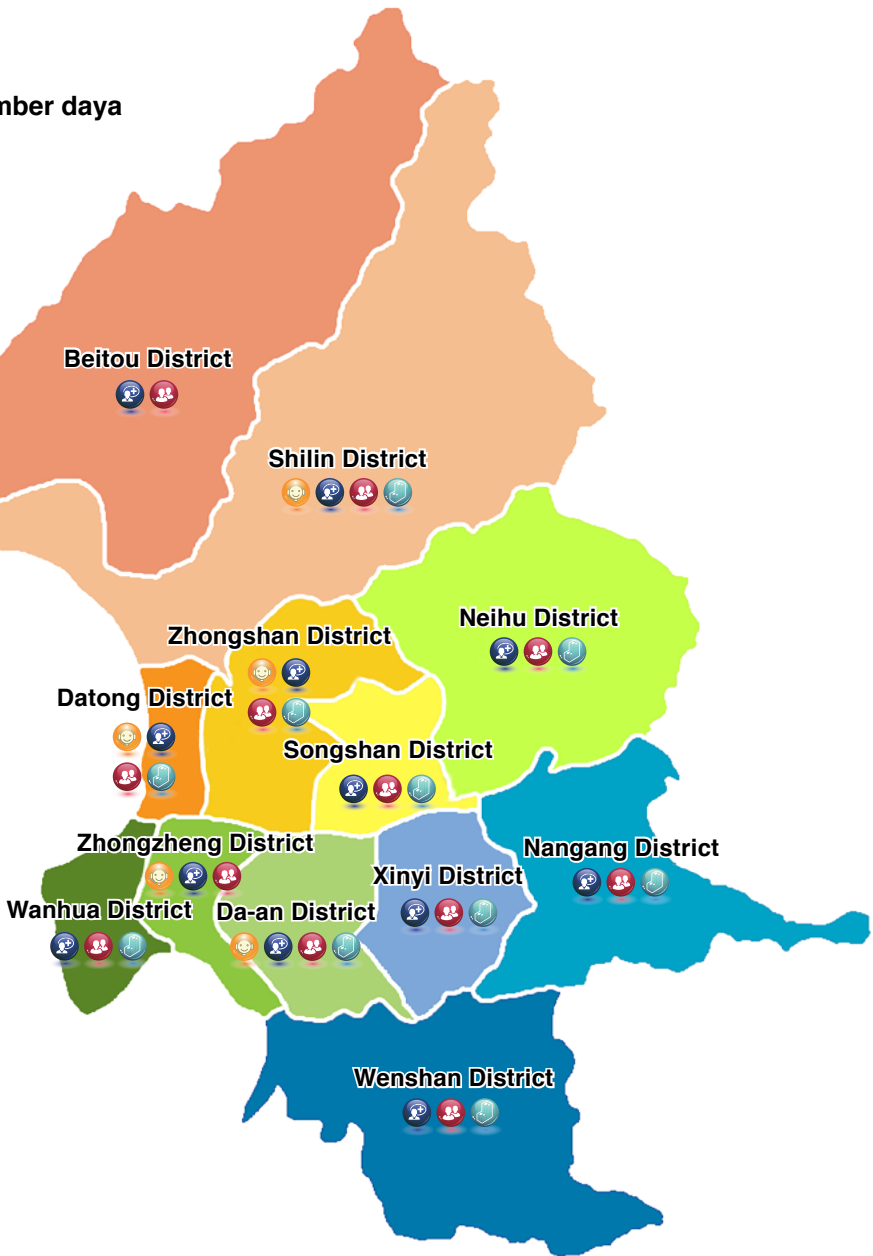 mber daya
Beitou District
Shilin District
Neihu District
Zhongshan District
Datong District
Songshan District
Zhongzheng District
Nangang District
Xinyi District
Wanhua District
Da-an District
Wenshan District